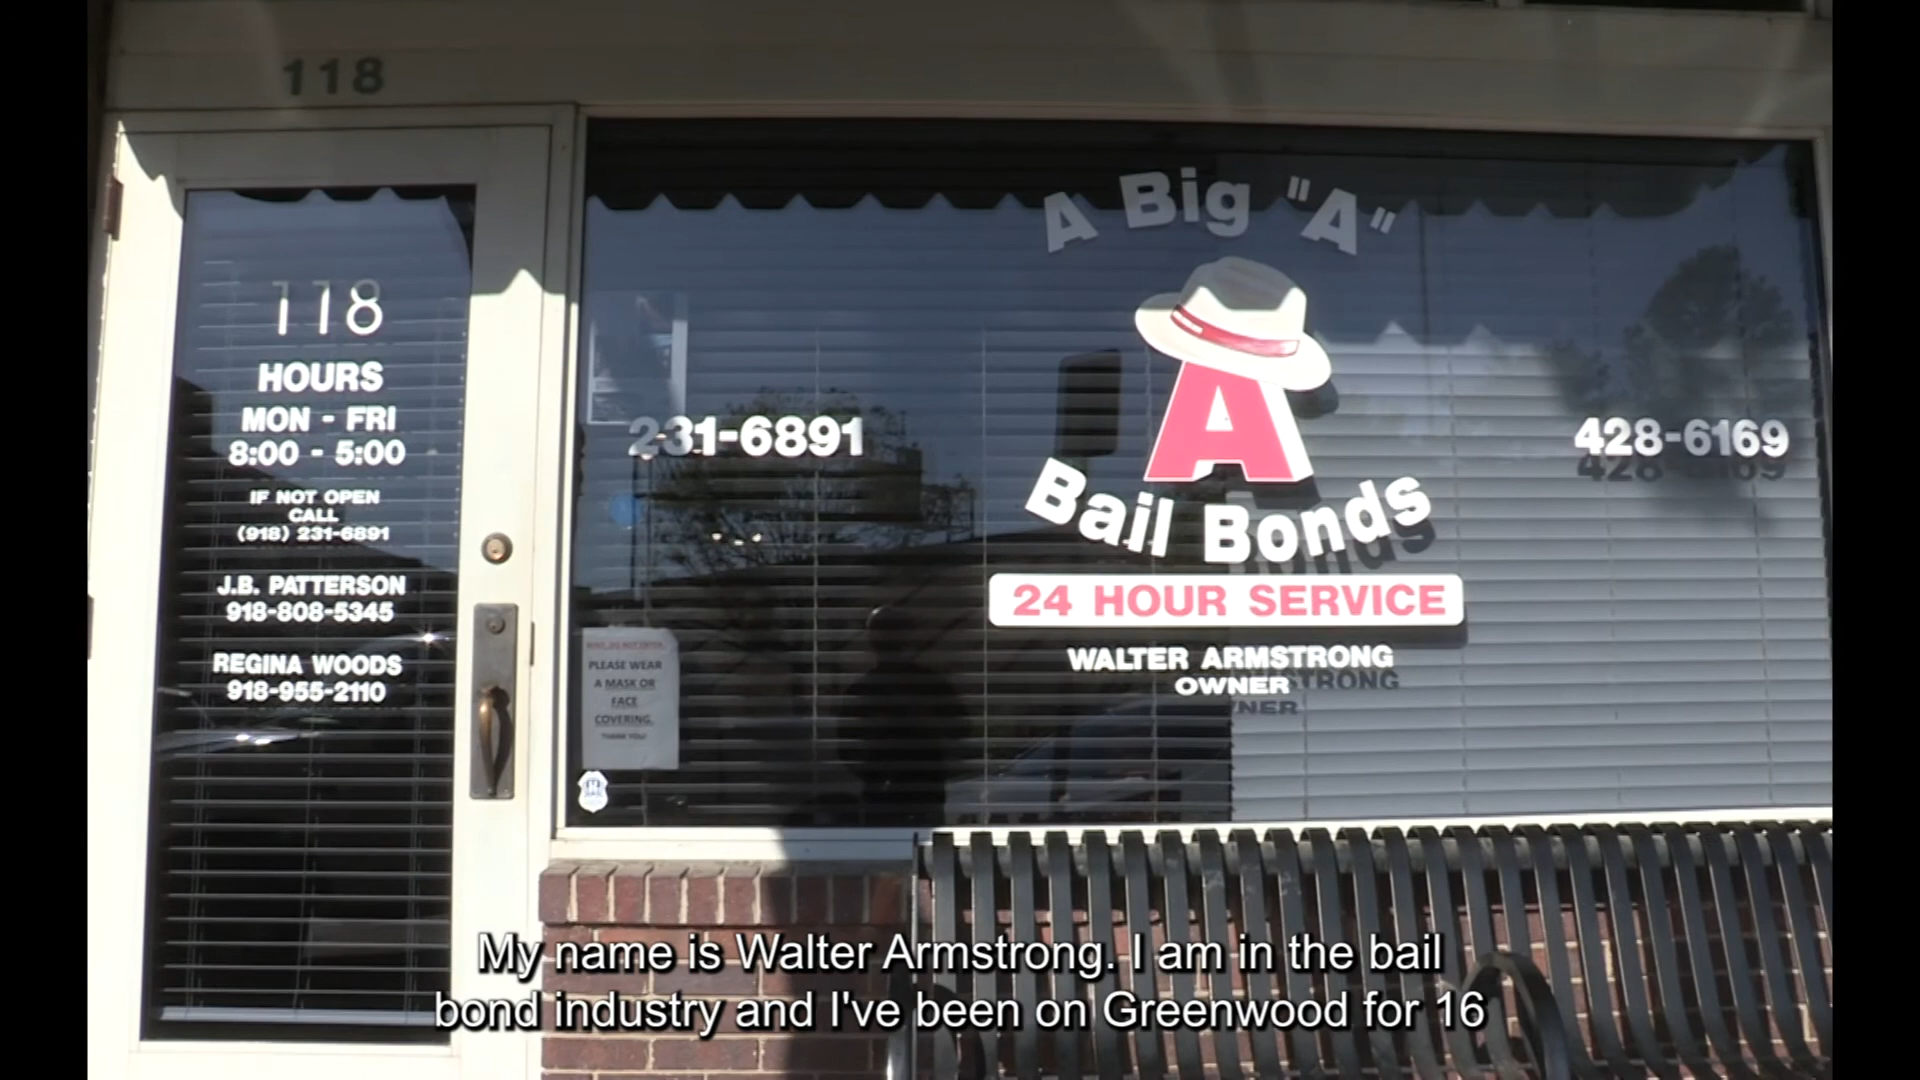 118
118
HOURS
MON - FRI
8:00 - 5:00
IF NOT OPEN
CALL
(918) 231-6891
J.B. PATTERSON
918-808-5345
REGINA WOODS
918-955-2110
A Big "A"
A
231-6891
428-6169
Bail Bonds
24 HOUR SERVICE
WALTER ARMSTRONG
OWNER
PLEASE WEAR
A MASK OR
FACE
COVERING.
THANK YOU!
My name is Walter Armstrong. I am in the bail
bond industry and I've been on Greenwood for 16